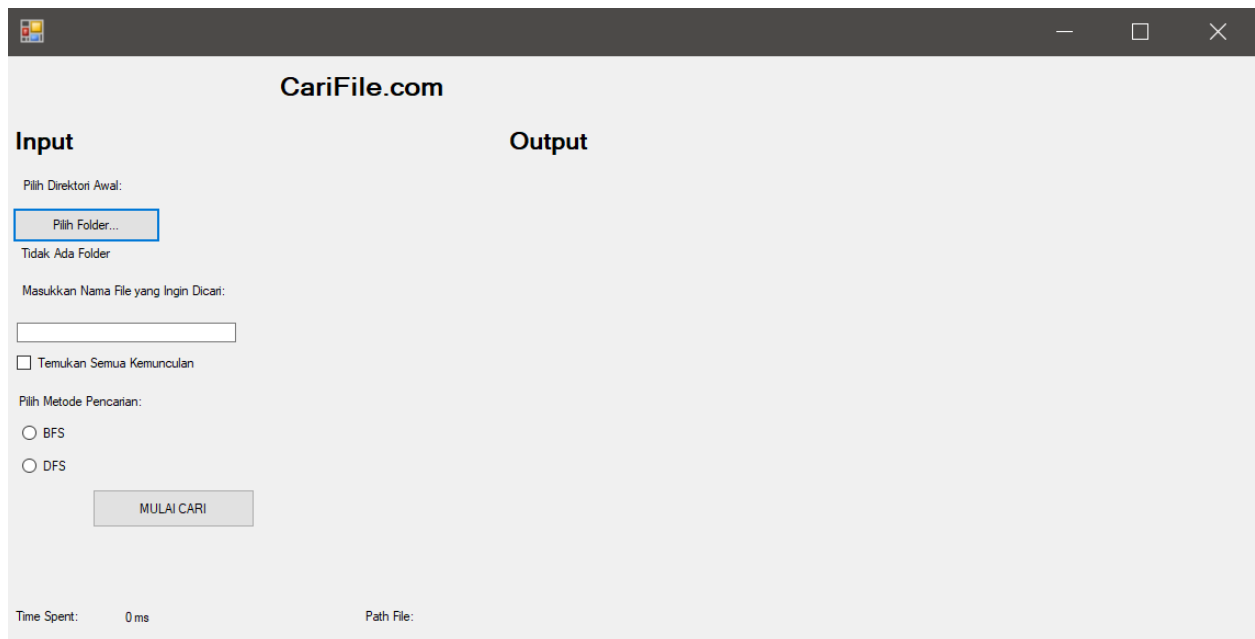 CariFile.com
Input
Output
Pilih Direktori Awal:
Pilih Folder...
Tidak Ada Folder
Masukkan Nama File yang Ingin Dicari:
Temukan Semua Kemunculan
Pilih Metode Pencarian:
BFS
DFS
MULAI CARI
Time Spent: 0 ms Path File: